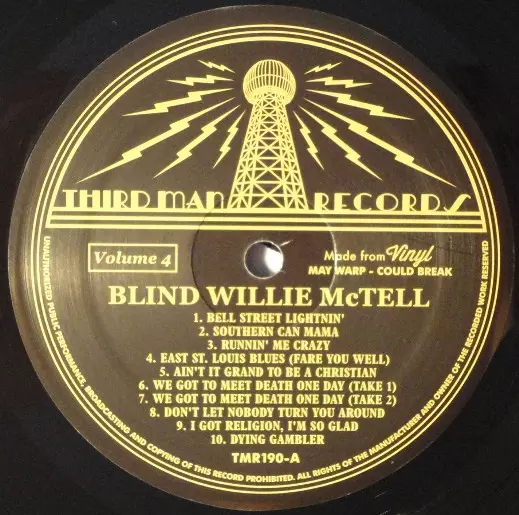 THIRD MAN RECORDS
Volume 4
Made from Vinyl
MAY WARP - COULD BREAK
BLIND WILLIE McTELL
1. BELL STREET LIGHTNIN'
2. SOUTHERN CAN MAMA
3. RUNNIN' ME CRAZY
4. EAST ST. LOUIS BLUES (FARE YOU WELL)
5. AIN'T IT GRAND TO BE A CHRISTIAN
6. WE GOT TO MEET DEATH ONE DAY (TAKE 1)
7. WE GOT TO MEET DEATH ONE DAY (TAKE 2)
8. DON'T LET NOBODY TURN YOU AROUND
9. I GOT RELIGION, I'M SO GLAD
10. DYING GAMBLER
TMR190-A
UNAUTHORIZED PUBLIC PERFORMANCE, BROADCASTING AND COPYING OF THIS RECORD PROHIBITED. ALL RIGHTS OF THE MANUFACTURER AND OWNER OF THE RECORDED WORK RESERVED